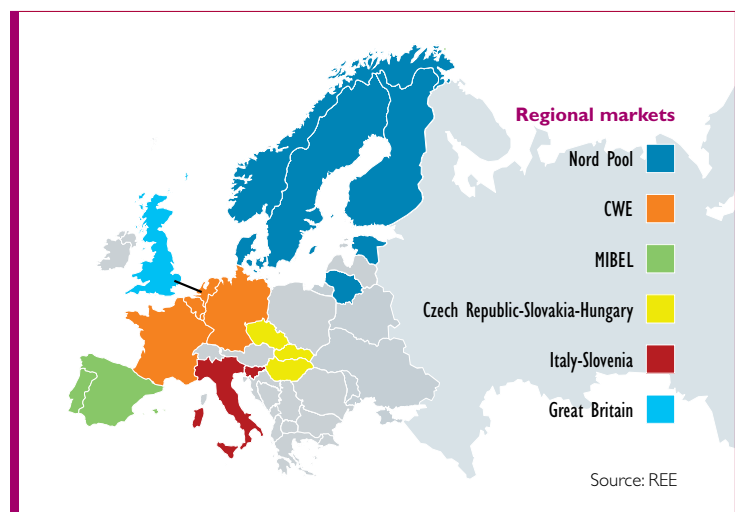 Regional markets
Nord Pool
CWE
MIBEL
Czech Republic-Slovakia-Hungary
Italy-Slovenia
Great Britain
Source: REE